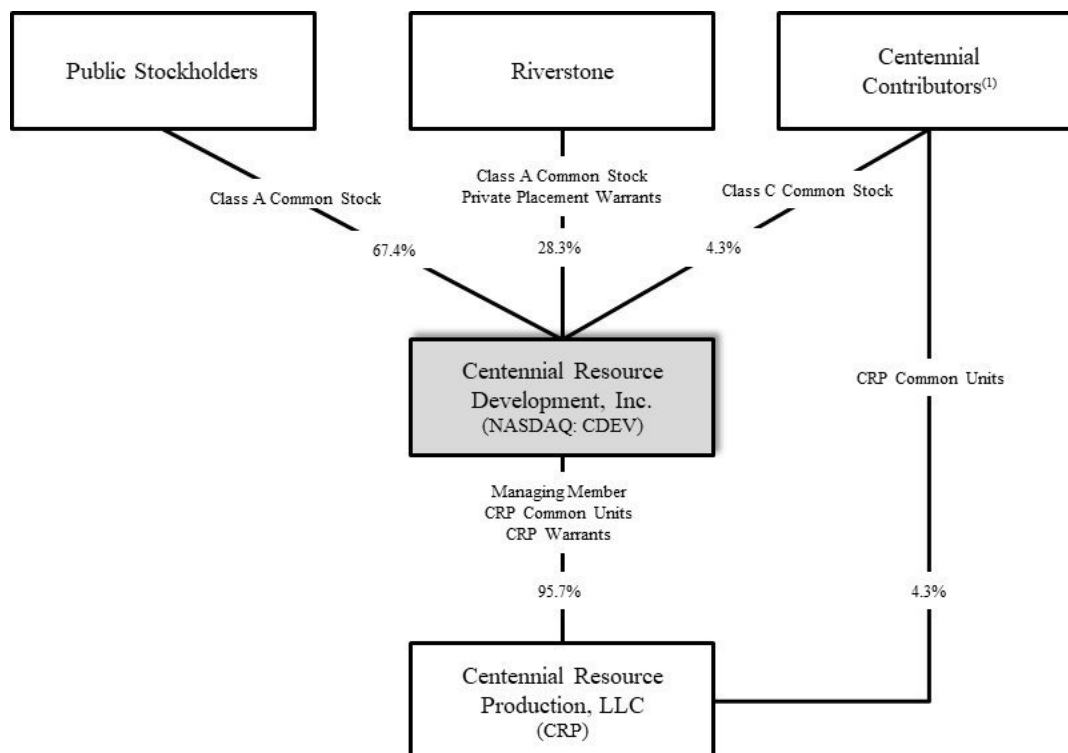 Public Stockholders
Riverstone
Centennial
Contributors(1)
Class A Common Stock
Class A Common Stock
Private Placement Warrants
Class C Common Stock
67.4%
28.3%
4.3%
Centennial Resource
Development, Inc.
(NASDAQ: CDEV)
CRP Common Units
Managing Member
CRP Common Units
CRP Warrants
95.7%
4.3%
Centennial Resource
Production, LLC
(CRP)